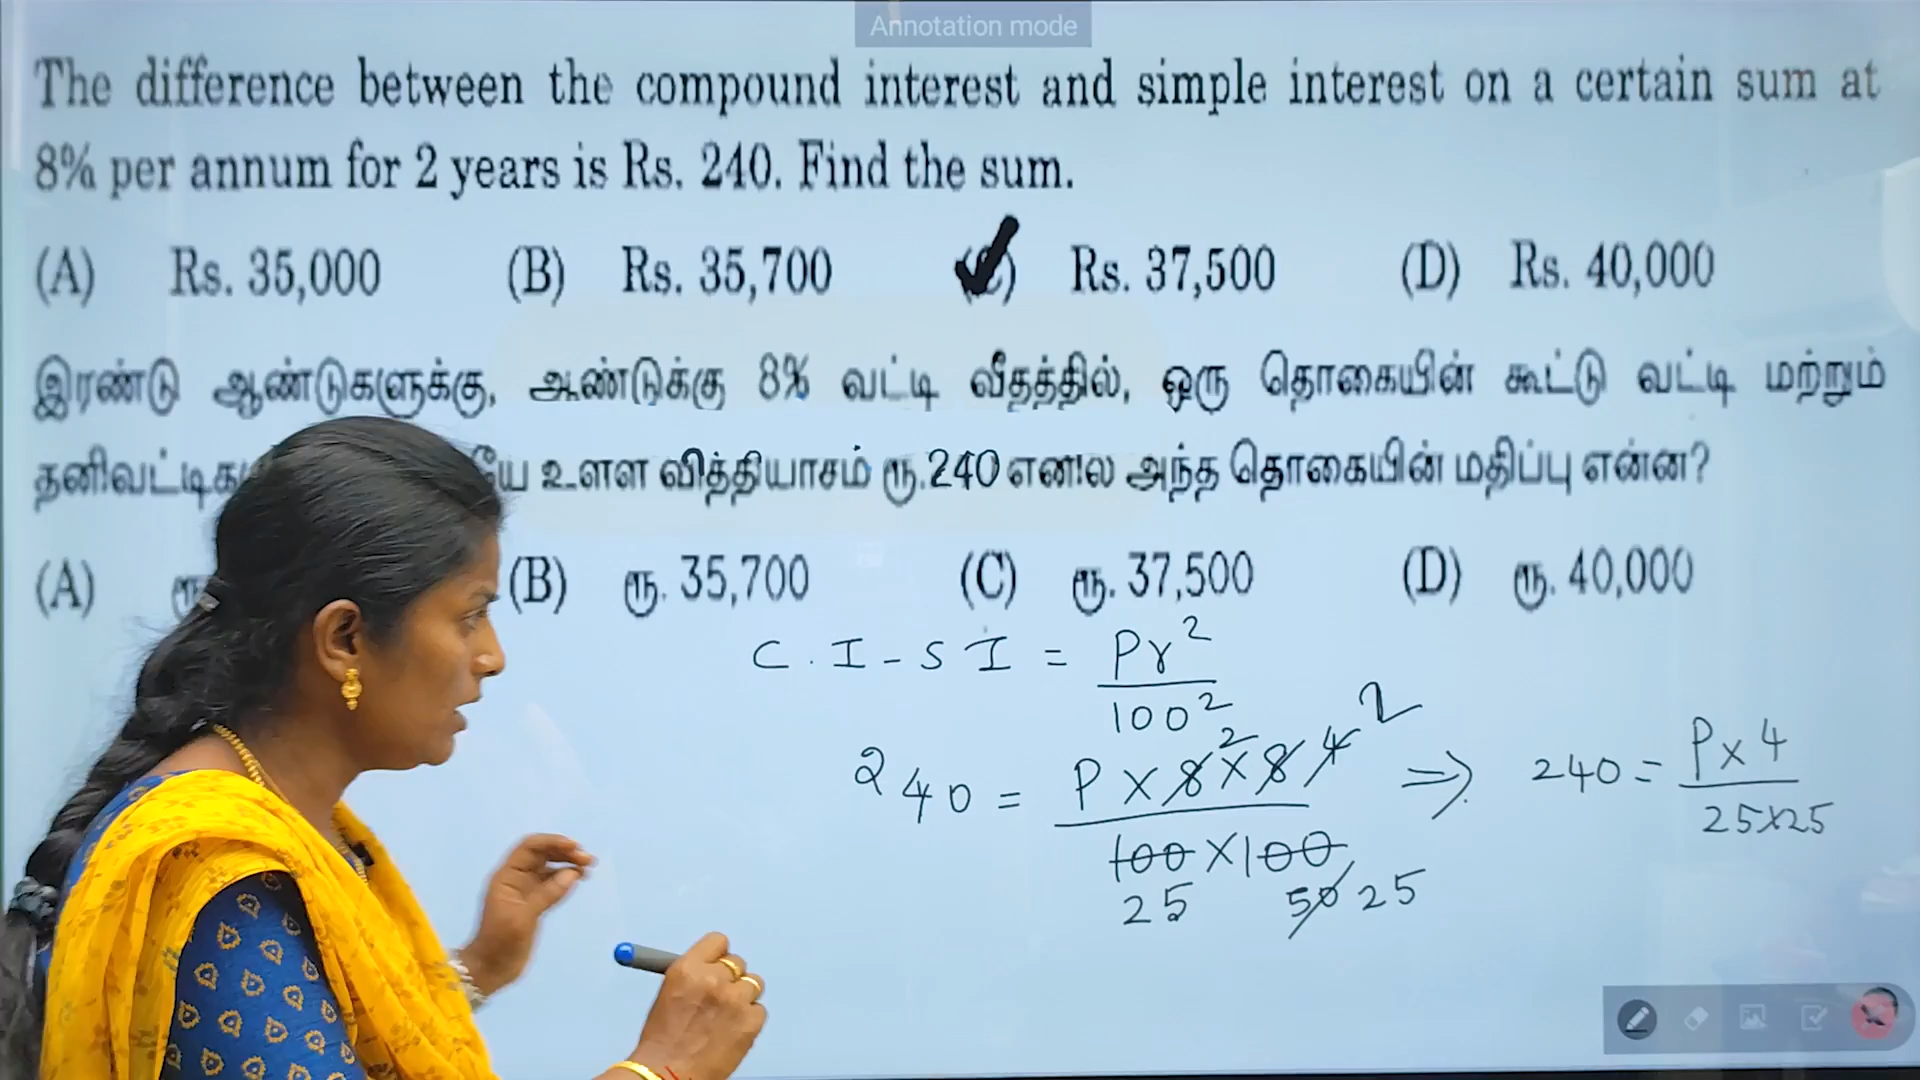 Annotation mode
The difference between the compound interest and simple interest on a certain sum at
8% per annum for 2 years is Rs. 240. Find the sum.
(A) Rs. 35,000 (B) Rs. 35,700 (C) Rs. 37,500 (D) Rs. 40,000
இரண்டு ஆண்டுகளுக்கு, ஆண்டுக்கு 8% வட்டி வீதத்தில், ஒரு தொகையின் கூட்டு வட்டி மற்றும்
உள்ள வித்தியாசம் ரூ.240 எனில் அந்த தொகையின் மதிப்பு என்ன?
(A) (B) ரூ. 35,700 (C) ரூ. 37,500 (D) ரூ. 40,000
C.I-SI = Pr²/100²
240 = P×8×8/100×100 2 4 2 25 50 25 => 240 = P×4/25×25